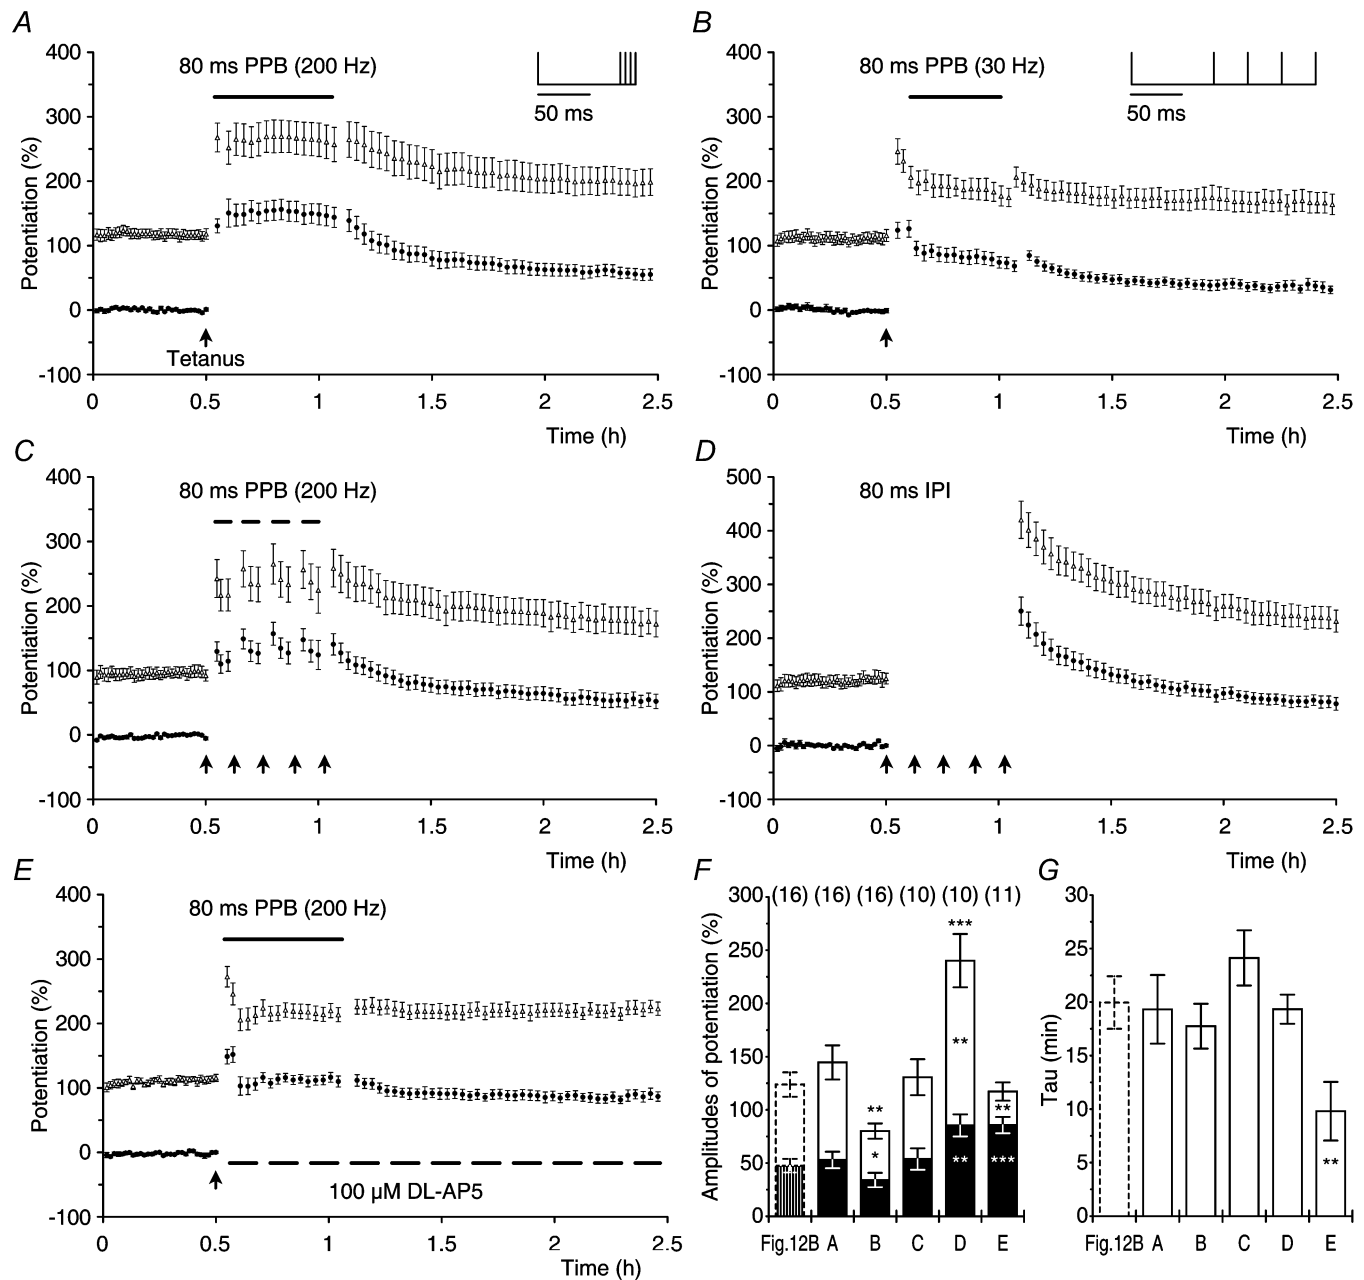 A
80 ms PPB (200 Hz)
50 ms
Potentiation (%)
400
300
200
100
0
-100
Tetanus
0 0.5 1 1.5 2 2.5
Time (h)
B
80 ms PPB (30 Hz)
50 ms
Potentiation (%)
400
300
200
100
0
-100
0 0.5 1 1.5 2 2.5
Time (h)
C
80 ms PPB (200 Hz)
Potentiation (%)
400
300
200
100
0
-100
0 0.5 1 1.5 2 2.5
Time (h)
D
80 ms IPI
Potentiation (%)
500
400
300
200
100
0
-100
0 0.5 1 1.5 2 2.5
Time (h)
E
80 ms PPB (200 Hz)
Potentiation (%)
400
300
200
100
0
-100
100 µM DL-AP5
0 0.5 1 1.5 2 2.5
Time (h)
F
Amplitudes of potentiation (%)
300
250
200
150
100
50
0
(16) (16) (16) (10) (10) (11)
***
**
** **
* ** ***
Fig.12B A B C D E
G
Tau (min)
30
25
20
15
10
5
0
**
Fig.12B A B C D E